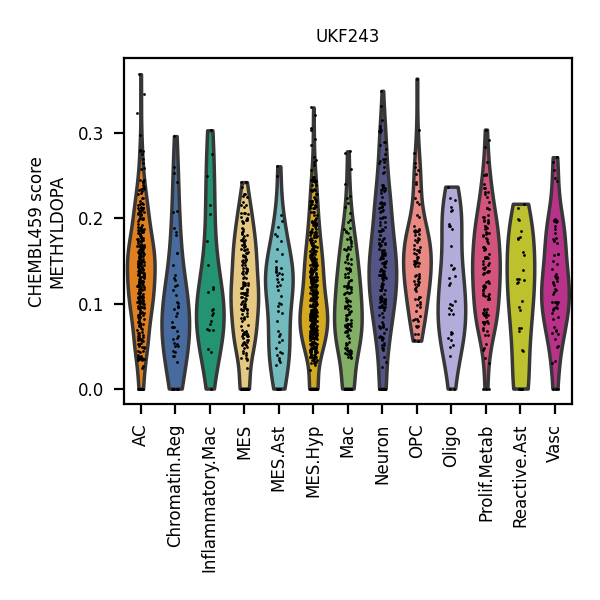 UKF243
CHEMBL459 score
METHYLDOPA
0.3
0.2
0.1
0.0
AC
Chromatin.Reg
Inflammatory.Mac
MES
MES.Ast
MES.Hyp
Mac
Neuron
OPC
Oligo
Prolif.Metab
Reactive.Ast
Vasc